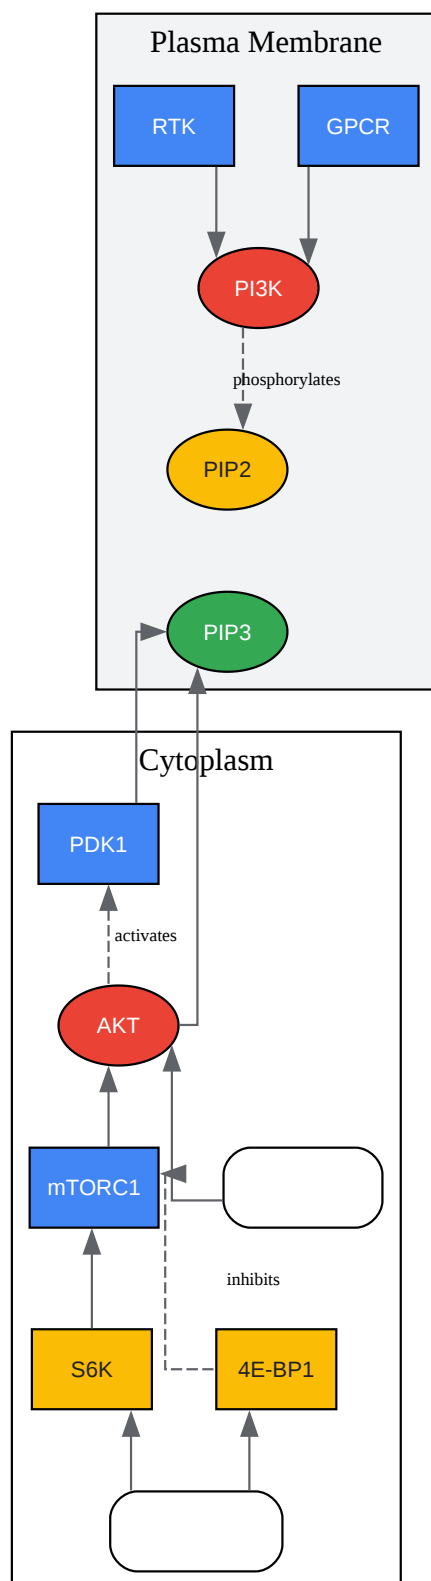 Plasma Membrane
RTK
GPCR
PI3K
phosphorylates
PIP2
PIP3
Cytoplasm
PDK1
activates
AKT
mTORC1
inhibits
S6K
4E-BP1